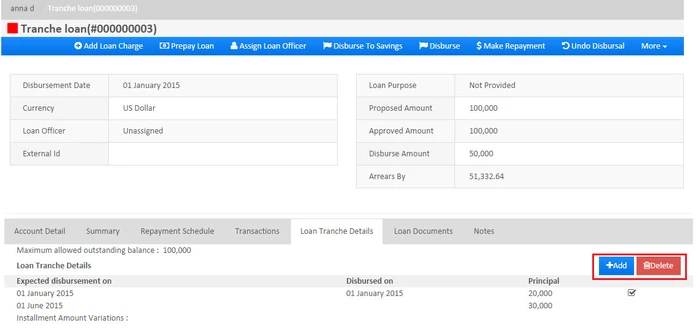 anna d Tranche loan(#000000003)
Tranche loan(#000000003)
Add Loan Charge Prepay Loan Assign Loan Officer Disburse To Savings Disburse $ Make Repayment Undo Disbursal More
Disbursement Date 01 January 2015
Currency US Dollar
Loan Officer Unassigned
External Id
Loan Purpose Not Provided
Proposed Amount 100,000
Approved Amount 100,000
Disburse Amount 50,000
Arrears By 51,332.64
Account Detail Summary Repayment Schedule Transactions Loan Tranche Details Loan Documents Notes
Maximum allowed outstanding balance : 100,000
Loan Tranche Details +Add Delete
Expected disbursement on Disbursed on Principal
01 January 2015 01 January 2015 20,000
01 June 2015 30,000
Installment Amount Variations :